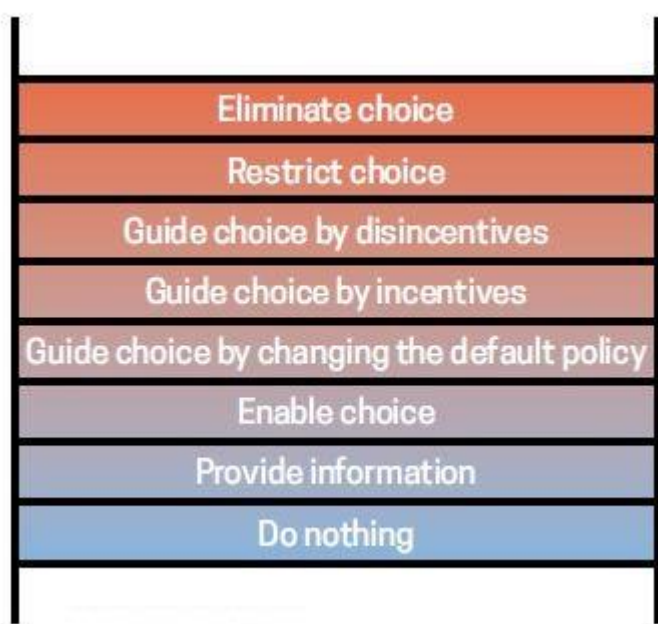 Eliminate choice
Restrict choice
Guide choice by disincentives
Guide choice by incentives
Guide choice by changing the default policy
Enable choice
Provide information
Do nothing